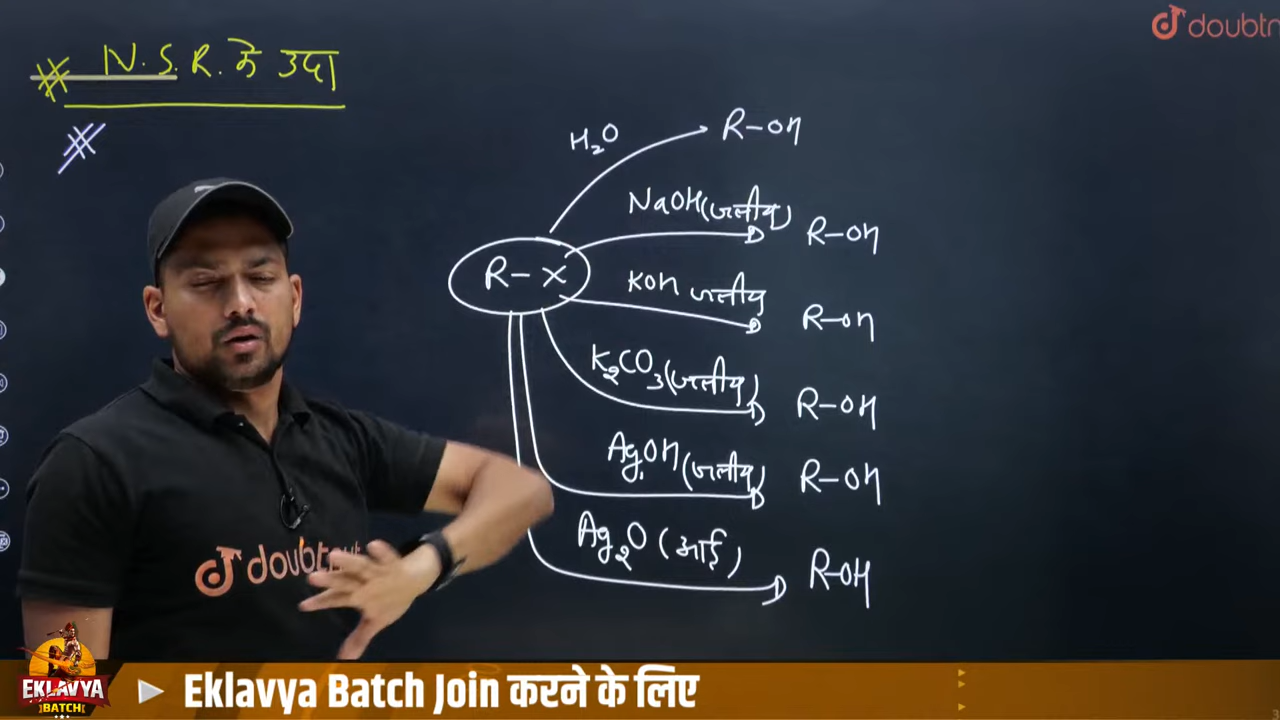 doubtn
N.S.R. के उदा
H₂O R-OH
NaOH(जलीय) R-OH
R-X
KOH जलीय R-OH
K₂CO₃(जलीय) R-OH
AgOH(जलीय) R-OH
Ag₂O (आर्द्र) R-OH
doubtnut
EKLAVYA
BATCH
Eklavya Batch Join करने के लिए